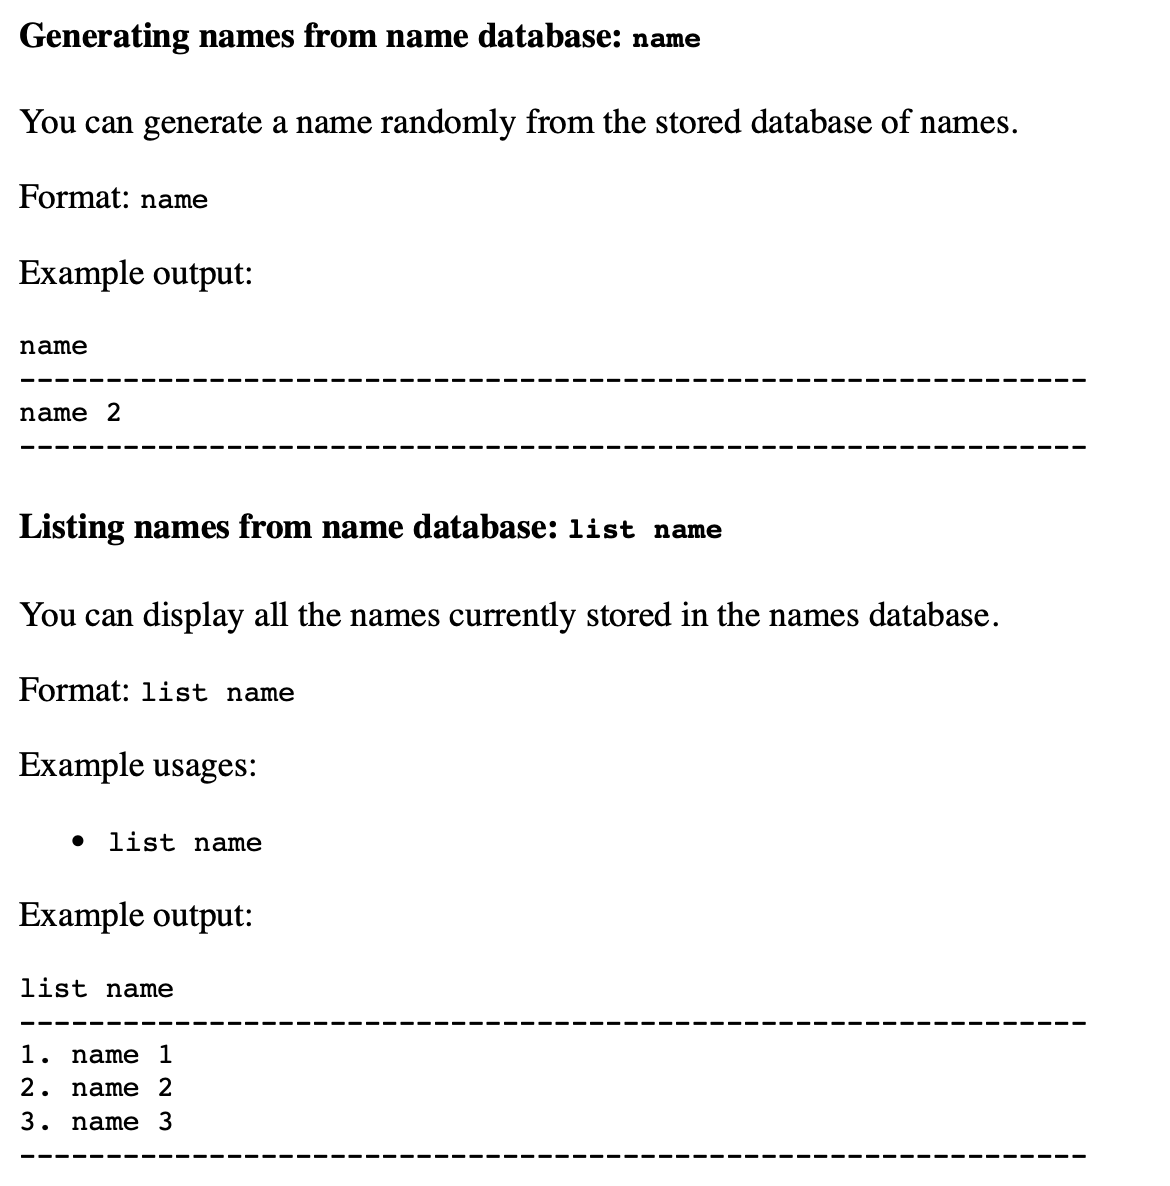 Generating names from name database: name
You can generate a name randomly from the stored database of names.
Format: name
Example output:
name
--------------------------------------------------------------
name 2
--------------------------------------------------------------
Listing names from name database: list name
You can display all the names currently stored in the names database.
Format: list name
Example usages:
• list name
Example output:
list name
--------------------------------------------------------------
1. name 1
2. name 2
3. name 3
--------------------------------------------------------------